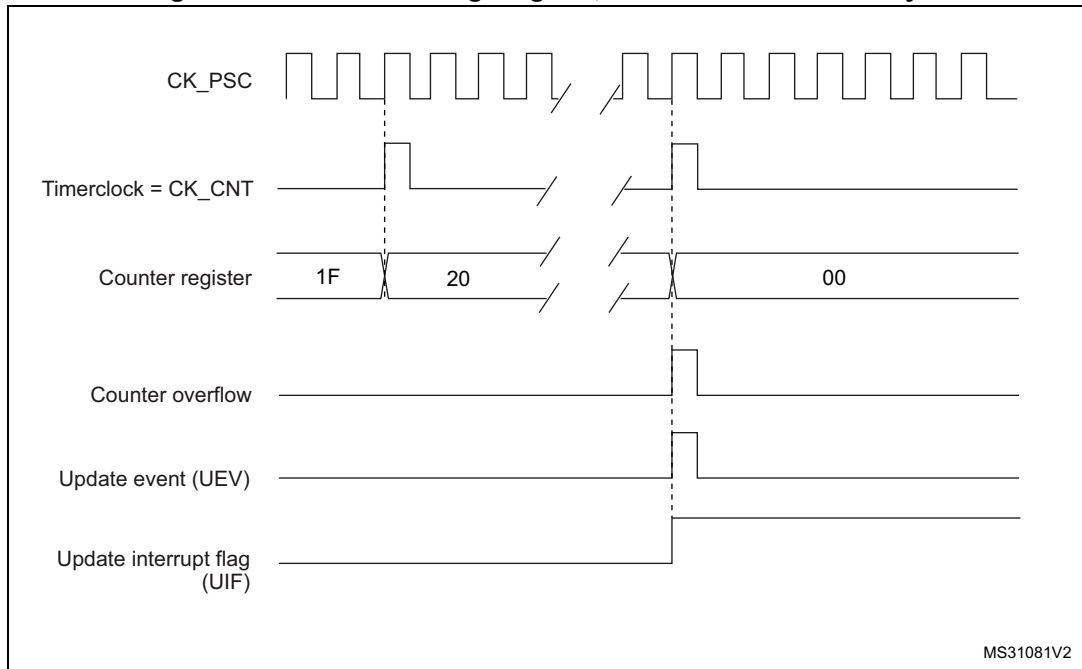 CK_PSC
Timerclock = CK_CNT
Counter register
1F
20
00
Counter overflow
Update event (UEV)
Update interrupt flag
(UIF)
MS31081V2